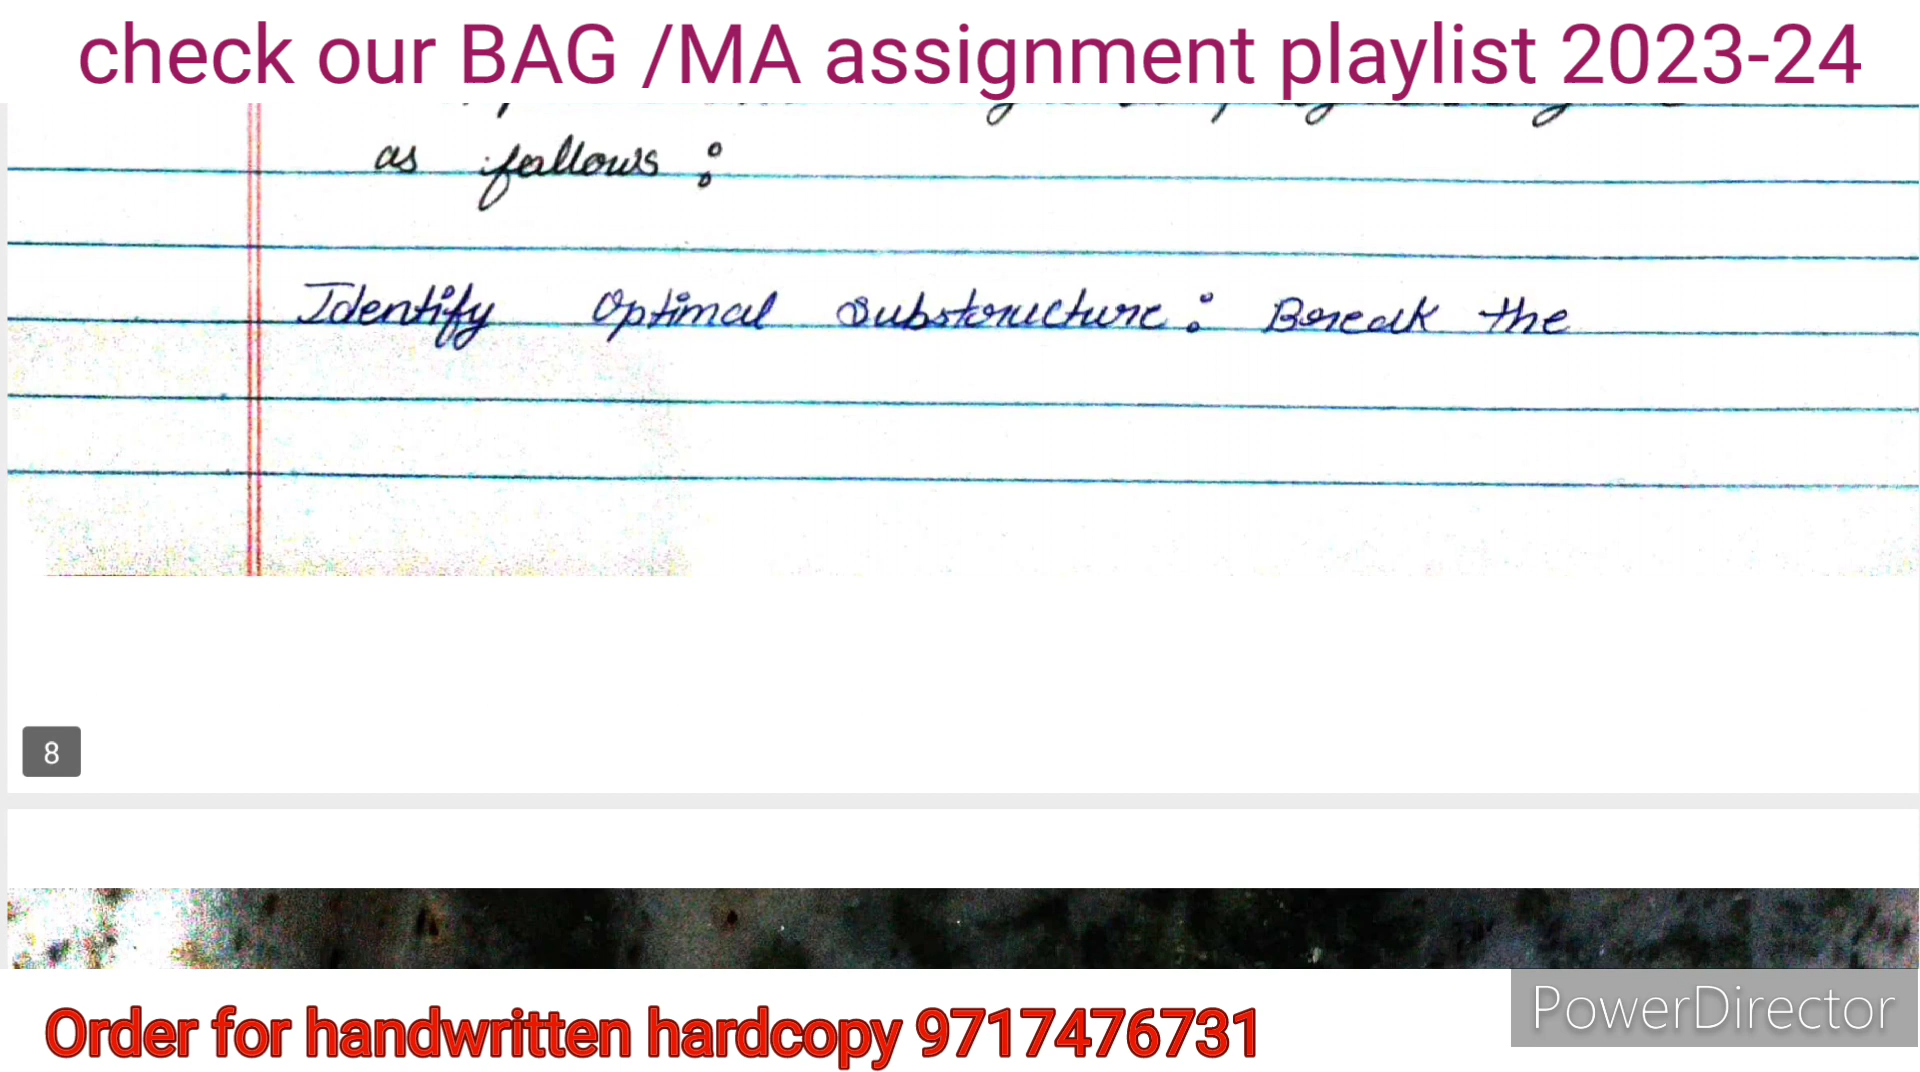 check our BAG /MA assignment playlist 2023-24
as follows :
Identify Optimal Substructure : Break the
8
Order for handwritten hardcopy 9717476731
PowerDirector